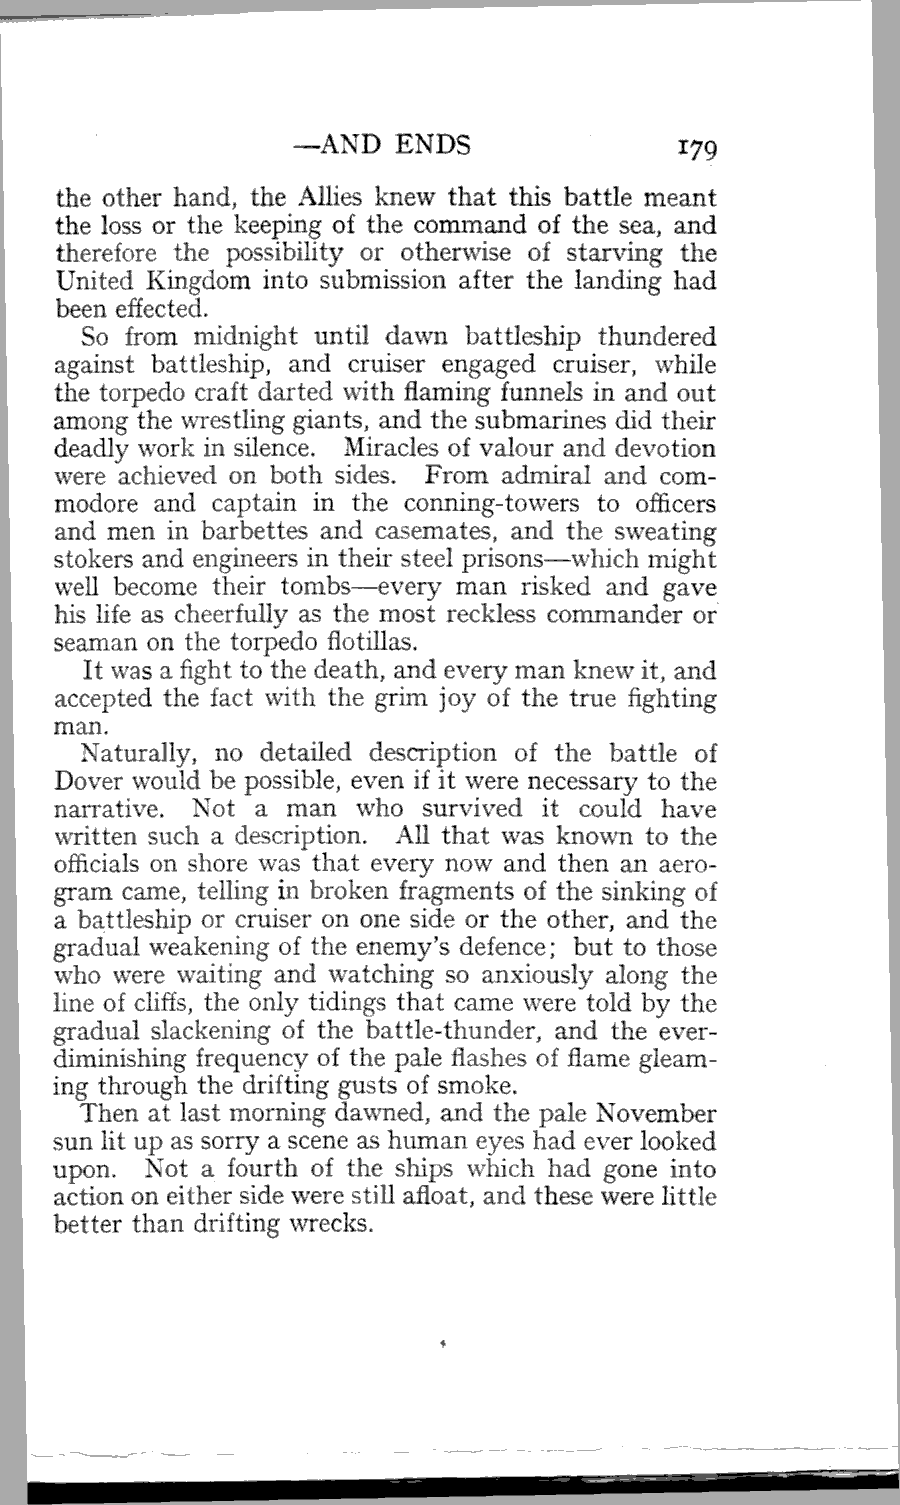 —AND ENDS 179
the other hand, the Allies knew that this battle meant
the loss or the keeping of the command of the sea, and
therefore the possibility or otherwise of starving the
United Kingdom into submission after the landing had
been effected.
So from midnight until dawn battleship thundered
against battleship, and cruiser engaged cruiser, while
the torpedo craft darted with flaming funnels in and out
among the wrestling giants, and the submarines did their
deadly work in silence. Miracles of valour and devotion
were achieved on both sides. From admiral and com-
modore and captain in the conning-towers to officers
and men in barbettes and casemates, and the sweating
stokers and engineers in their steel prisons—which might
well become their tombs—every man risked and gave
his life as cheerfully as the most reckless commander or
seaman on the torpedo flotillas.
It was a fight to the death, and every man knew it, and
accepted the fact with the grim joy of the true fighting
man.
Naturally, no detailed description of the battle of
Dover would be possible, even if it were necessary to the
narrative. Not a man who survived it could have
written such a description. All that was known to the
officials on shore was that every now and then an aero-
gram came, telling in broken fragments of the sinking of
a battleship or cruiser on one side or the other, and the
gradual weakening of the enemy's defence; but to those
who were waiting and watching so anxiously along the
line of cliffs, the only tidings that came were told by the
gradual slackening of the battle-thunder, and the ever-
diminishing frequency of the pale flashes of flame gleam-
ing through the drifting gusts of smoke.
Then at last morning dawned, and the pale November
sun lit up as sorry a scene as human eyes had ever looked
upon. Not a fourth of the ships which had gone into
action on either side were still afloat, and these were little
better than drifting wrecks.